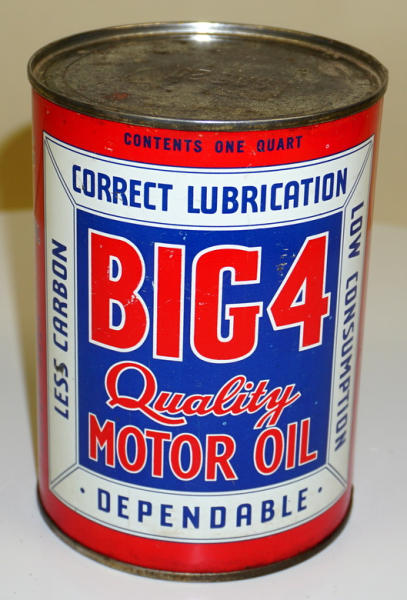 CONTENTS ONE QUART
CORRECT LUBRICATION
LESS CARBON
LOW CONSUMPTION
BIG 4
Quality
MOTOR OIL
· DEPENDABLE ·